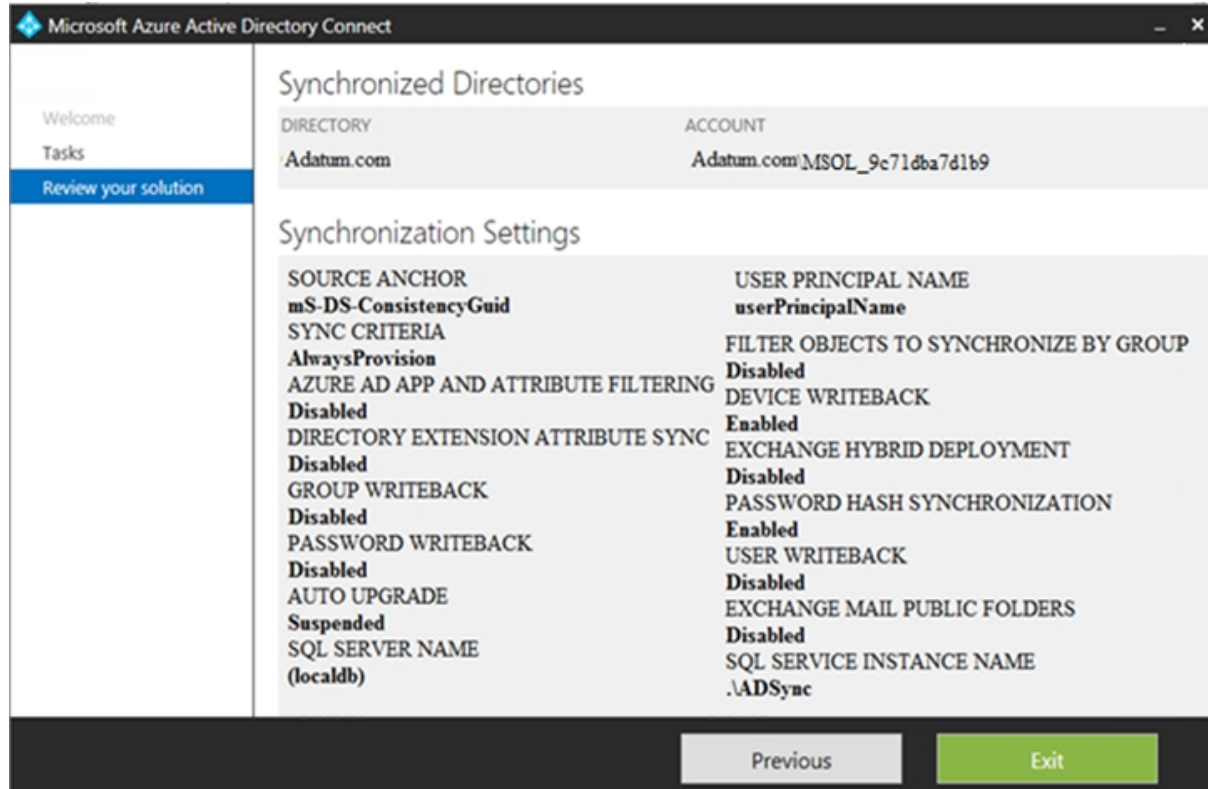 Microsoft Azure Active Directory Connect
Welcome
Tasks
Review your solution
Synchronized Directories
DIRECTORY ACCOUNT
Adatum.com Adatum.com\MSOL_9c71dba7d1b9
Synchronization Settings
SOURCE ANCHOR
mS-DS-ConsistencyGuid
SYNC CRITERIA
AlwaysProvision
AZURE AD APP AND ATTRIBUTE FILTERING
Disabled
DIRECTORY EXTENSION ATTRIBUTE SYNC
Disabled
GROUP WRITEBACK
Disabled
PASSWORD WRITEBACK
Disabled
AUTO UPGRADE
Suspended
SQL SERVER NAME
(localdb)
USER PRINCIPAL NAME
userPrincipalName
FILTER OBJECTS TO SYNCHRONIZE BY GROUP
Disabled
DEVICE WRITEBACK
Enabled
EXCHANGE HYBRID DEPLOYMENT
Disabled
PASSWORD HASH SYNCHRONIZATION
Enabled
USER WRITEBACK
Disabled
EXCHANGE MAIL PUBLIC FOLDERS
Disabled
SQL SERVICE INSTANCE NAME
.\ADSync
Previous
Exit